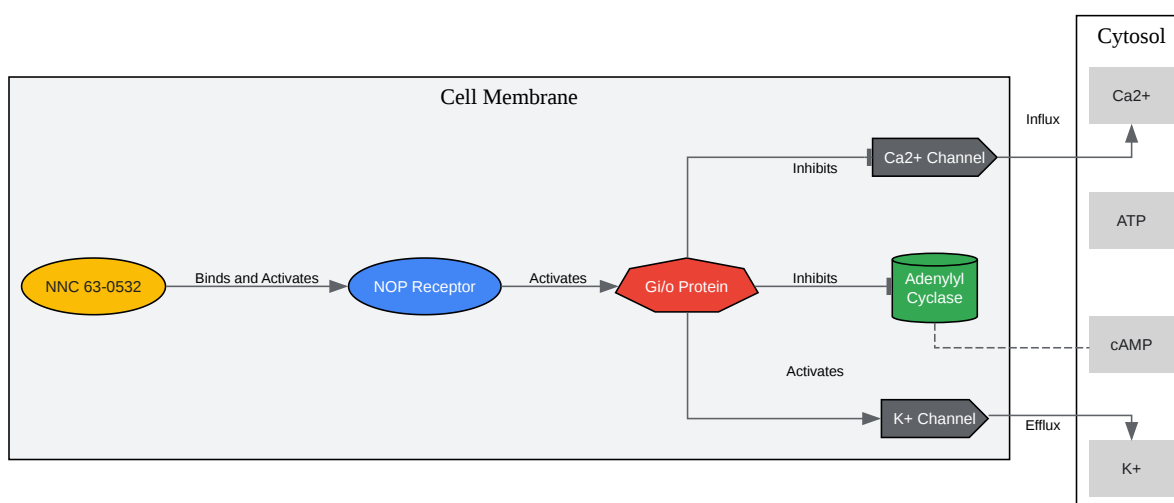 Cytosol
Cell Membrane
Ca2+
Influx
Ca2+ Channel
Inhibits
ATP
NNC 63-0532
Binds and Activates
NOP Receptor
Activates
Gi/o Protein
Inhibits
Adenylyl
Cyclase
cAMP
Activates
K+ Channel
Efflux
K+